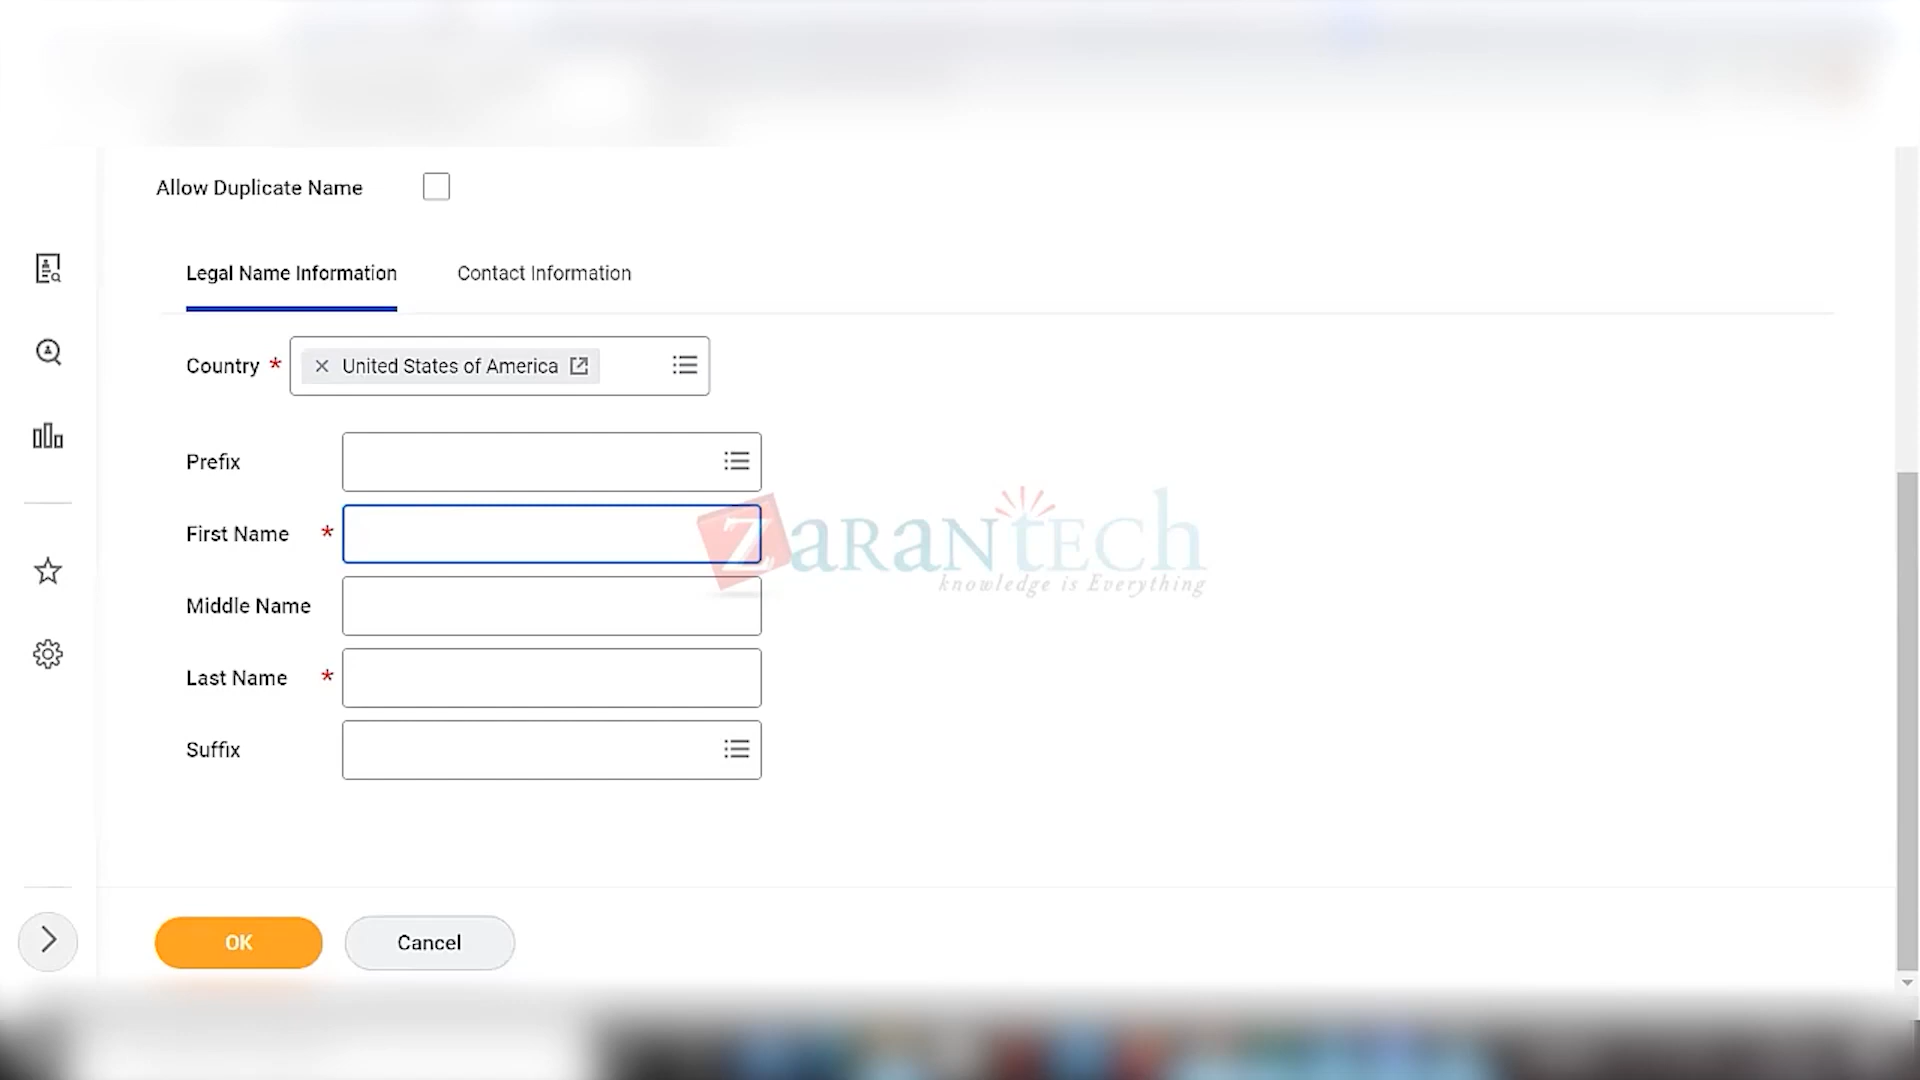 Allow Duplicate Name
Legal Name Information
Contact Information
Country *
United States of America
Prefix
First Name *
ZaranTech
knowledge is Everything
Middle Name
Last Name *
Suffix
OK
Cancel